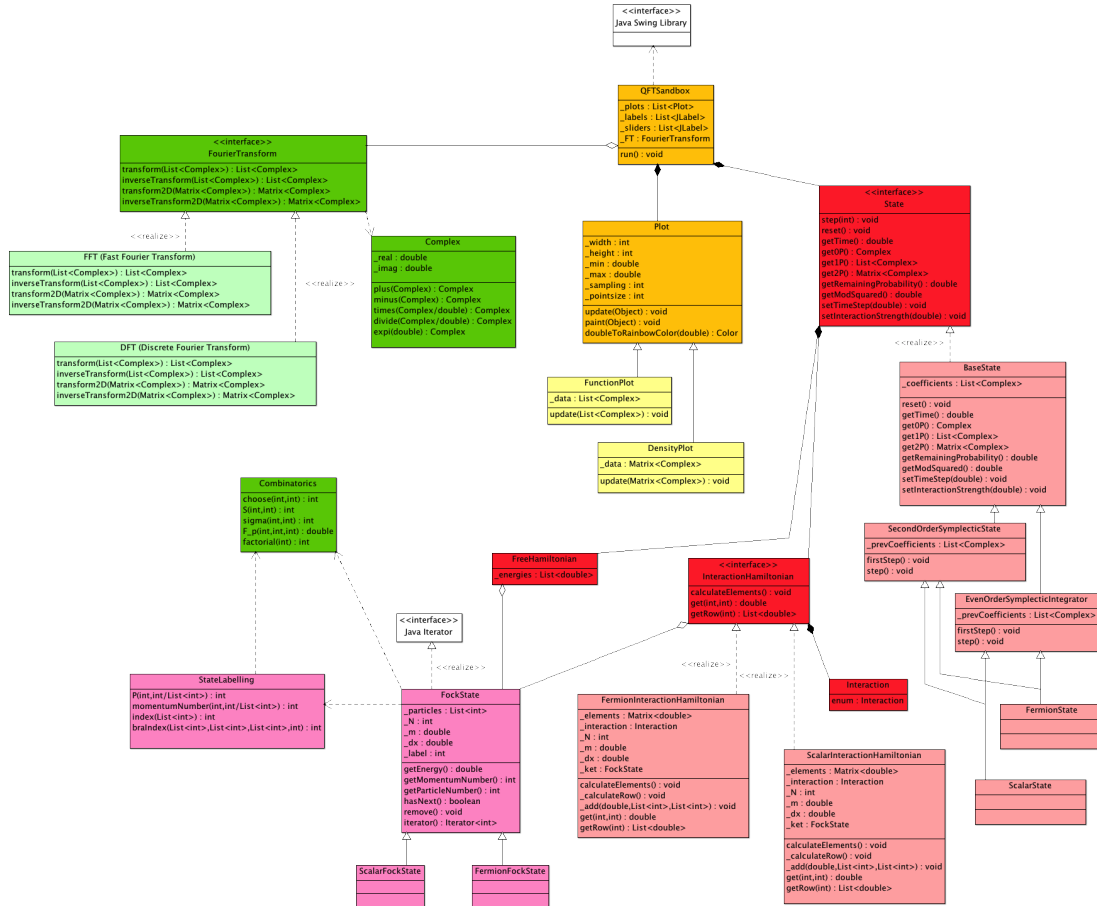 <<interface>>
Java Swing Library
QFTSandbox
_plots : List<Plot>
_labels : List<JLabel>
_sliders : List<JLabel>
_FT : FourierTransform
run() : void
<<interface>>
FourierTransform
transform(List<Complex>) : List<Complex>
inverseTransform(List<Complex>) : List<Complex>
transform2D(Matrix<Complex>) : Matrix<Complex>
inverseTransform2D(Matrix<Complex>) : Matrix<Complex>
<<realize>>
<<realize>>
FFT (Fast Fourier Transform)
transform(List<Complex>) : List<Complex>
inverseTransform(List<Complex>) : List<Complex>
transform2D(Matrix<Complex>) : Matrix<Complex>
inverseTransform2D(Matrix<Complex>) : Matrix<Complex>
DFT (Discrete Fourier Transform)
transform(List<Complex>) : List<Complex>
inverseTransform(List<Complex>) : List<Complex>
transform2D(Matrix<Complex>) : Matrix<Complex>
inverseTransform2D(Matrix<Complex>) : Matrix<Complex>
Complex
_real : double
_imag : double
plus(Complex) : Complex
minus(Complex) : Complex
times(Complex/double) : Complex
divide(Complex/double) : Complex
expi(double) : Complex
Plot
_width : int
_height : int
_min : double
_max : double
_sampling : int
_pointsize : int
update(Object) : void
paint(Object) : void
doubleToRainbowColor(double) : Color
<<interface>>
State
step(int) : void
reset() : void
getTime() : double
get0P() : Complex
get1P() : List<Complex>
get2P() : Matrix<Complex>
getRemainingProbability() : double
getModSquared() : double
setTimeStep(double) : void
setInteractionStrength(double) : void
<<realize>>
FunctionPlot
_data : List<Complex>
update(List<Complex>) : void
DensityPlot
_data : Matrix<Complex>
update(Matrix<Complex>) : void
BaseState
_coefficients : List<Complex>
reset() : void
getTime() : double
get0P() : Complex
get1P() : List<Complex>
get2P() : Matrix<Complex>
getRemainingProbability() : double
getModSquared() : double
setTimeStep(double) : void
setInteractionStrength(double) : void
Combinatorics
choose(int,int) : int
S(int,int) : int
sigma(int,int) : int
F_p(int,int,int) : double
factorial(int) : int
SecondOrderSymplecticState
_prevCoefficients : List<Complex>
firstStep() : void
step() : void
FreeHamiltonian
_energies : List<double>
<<interface>>
InteractionHamiltonian
calculateElements() : void
get(int,int) : double
getRow(int) : List<double>
EvenOrderSymplecticIntegrator
_prevCoefficients : List<Complex>
firstStep() : void
step() : void
<<interface>>
Java Iterator
<<realize>>
<<realize>>
<<realize>>
StateLabelling
P(int,int/List<int>) : int
momentumNumber(int,int/List<int>) : int
index(List<int>) : int
braIndex(List<int>,List<int>,List<int>,int) : int
FockState
_particles : List<int>
_N : int
_m : double
_dx : double
_label : int
getEnergy() : double
getMomentumNumber() : int
getParticleNumber() : int
hasNext() : boolean
remove() : void
iterator() : Iterator<int>
FermionInteractionHamiltonian
_elements : Matrix<double>
_interaction : Interaction
_N : int
_m : double
_dx : double
_ket : FockState
calculateElements() : void
_calculateRow() : void
_add(double,List<int>,List<int>) : void
get(int,int) : double
getRow(int) : List<double>
Interaction
enum : Interaction
FermionState
ScalarInteractionHamiltonian
_elements : Matrix<double>
_interaction : Interaction
_N : int
_m : double
_dx : double
_ket : FockState
calculateElements() : void
_calculateRow() : void
_add(double,List<int>,List<int>) : void
get(int,int) : double
getRow(int) : List<double>
ScalarState
ScalarFockState
FermionFockState